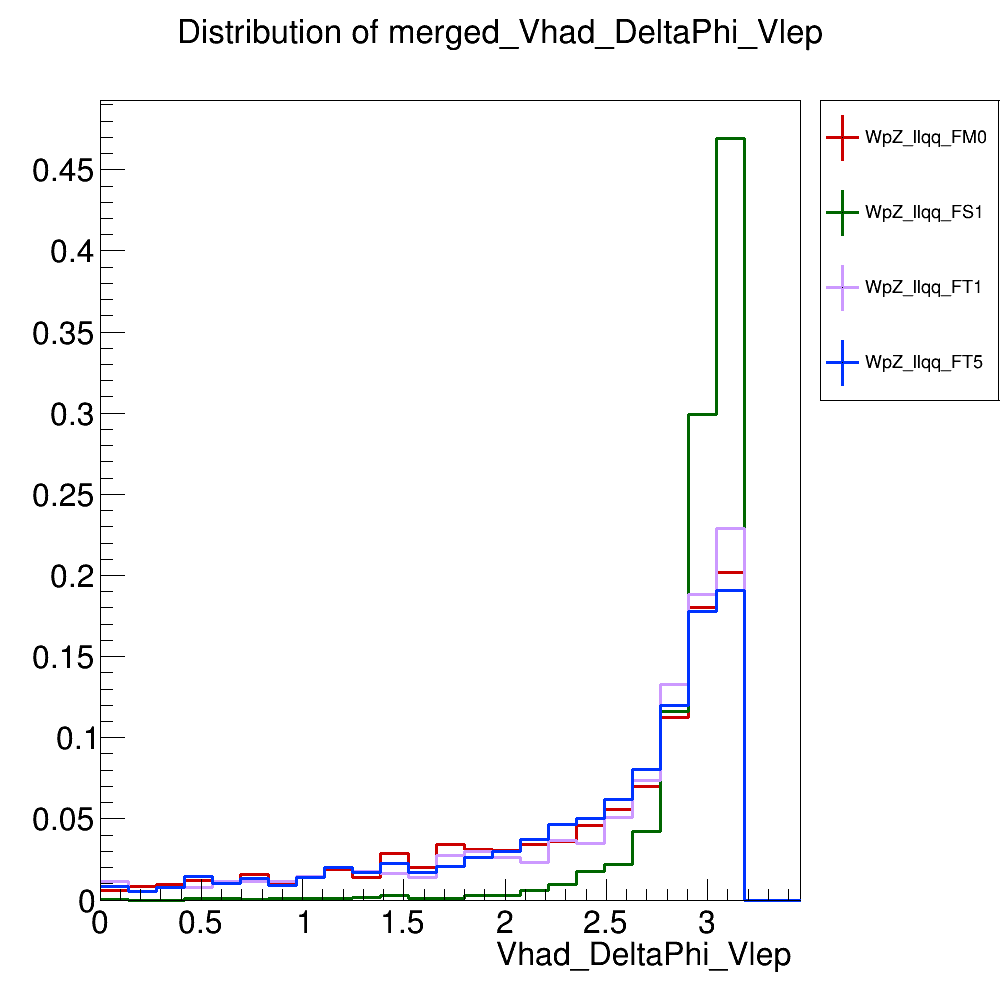 Distribution of merged_Vhad_DeltaPhi_Vlep
WpZ_llqq_FM0
WpZ_llqq_FS1
WpZ_llqq_FT1
WpZ_llqq_FT5
0.45
0.4
0.35
0.3
0.25
0.2
0.15
0.1
0.05
0
0 0.5 1 1.5 2 2.5 3
Vhad_DeltaPhi_Vlep